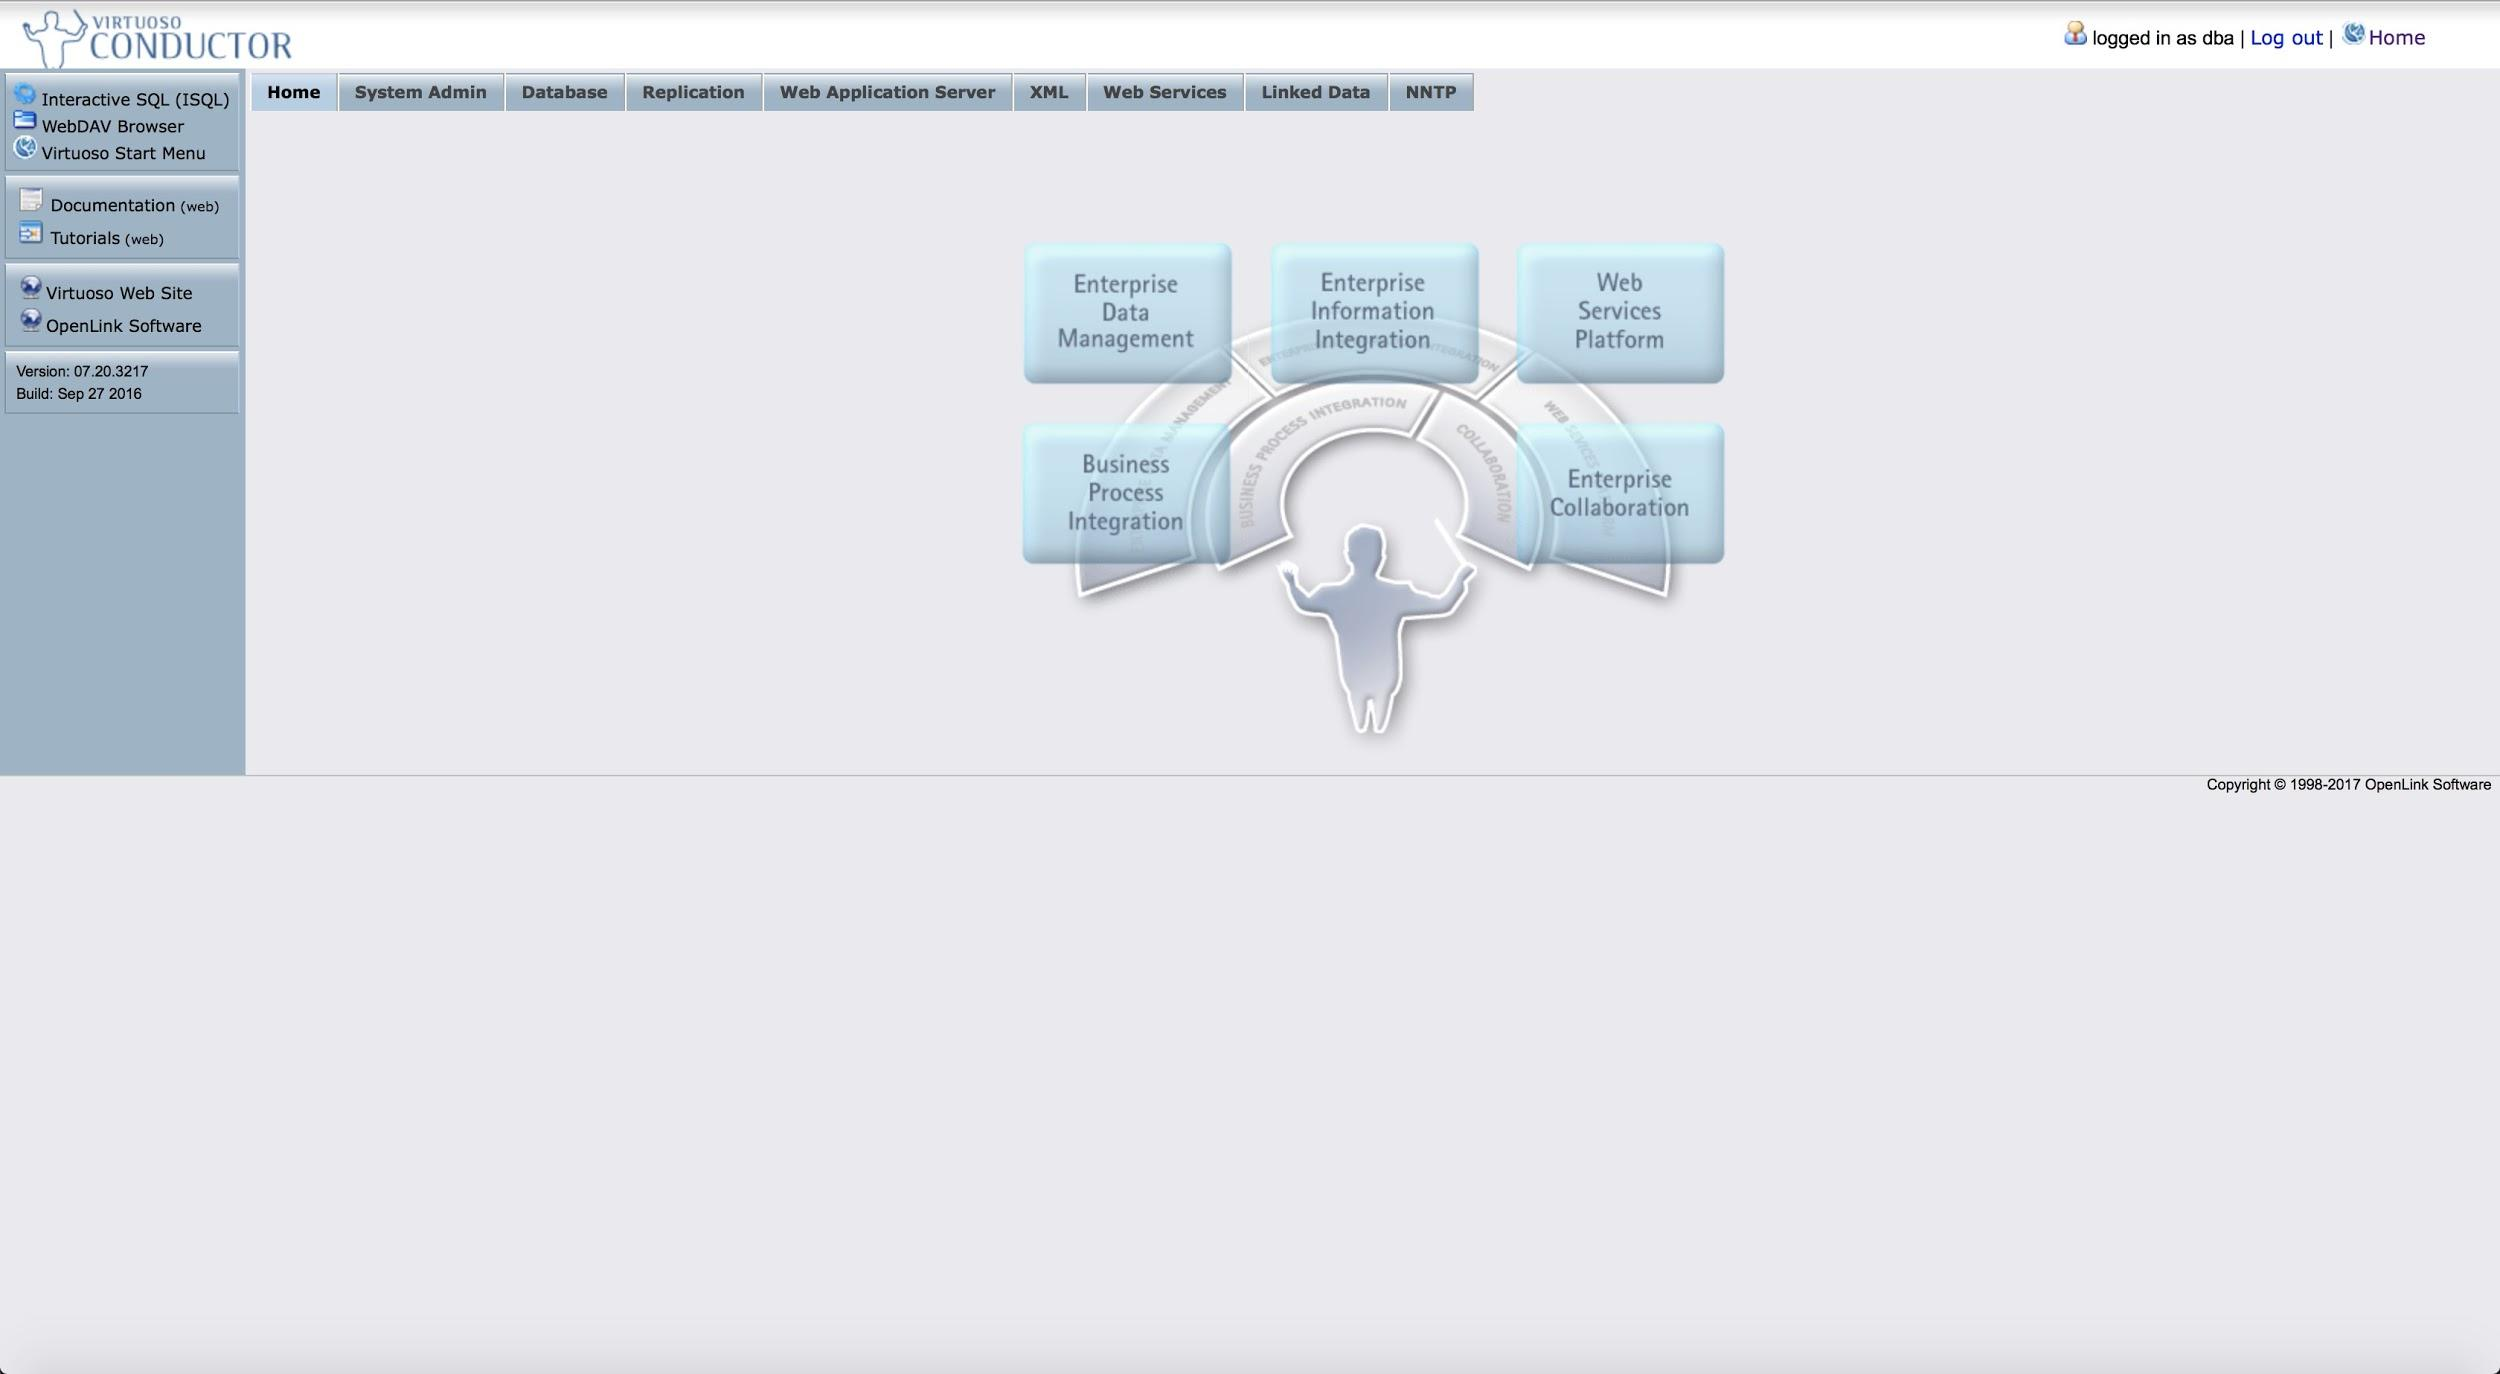 VIRTUOSO
CONDUCTOR
logged in as dba | Log out | Home
Interactive SQL (ISQL)
WebDAV Browser
Virtuoso Start Menu
Documentation (web)
Tutorials (web)
Virtuoso Web Site
OpenLink Software
Version: 07.20.3217
Build: Sep 27 2016
Home System Admin Database Replication Web Application Server XML Web Services Linked Data NNTP
Enterprise
Data
Management
Enterprise
Information
Integration
Web
Services
Platform
Business
Process
Integration
Enterprise
Collaboration
MANAGEMENT
BUSINESS PROCESS INTEGRATION
COLLABORATION
Copyright © 1998-2017 OpenLink Software